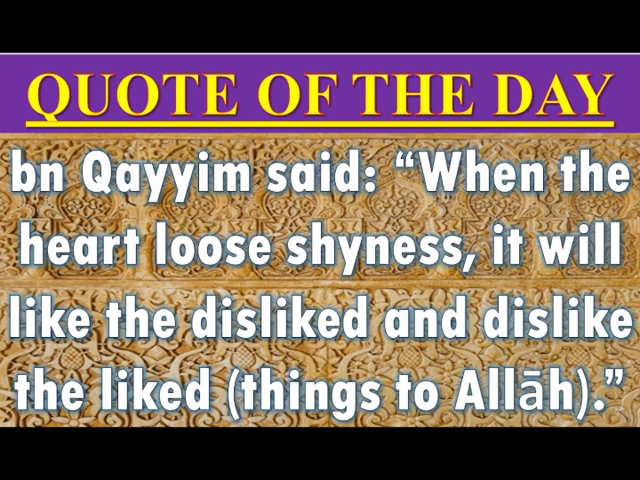 QUOTE OF THE DAY
bn Qayyim said: “When the
heart loose shyness, it will
like the disliked and dislike
the liked (things to Allāh).”